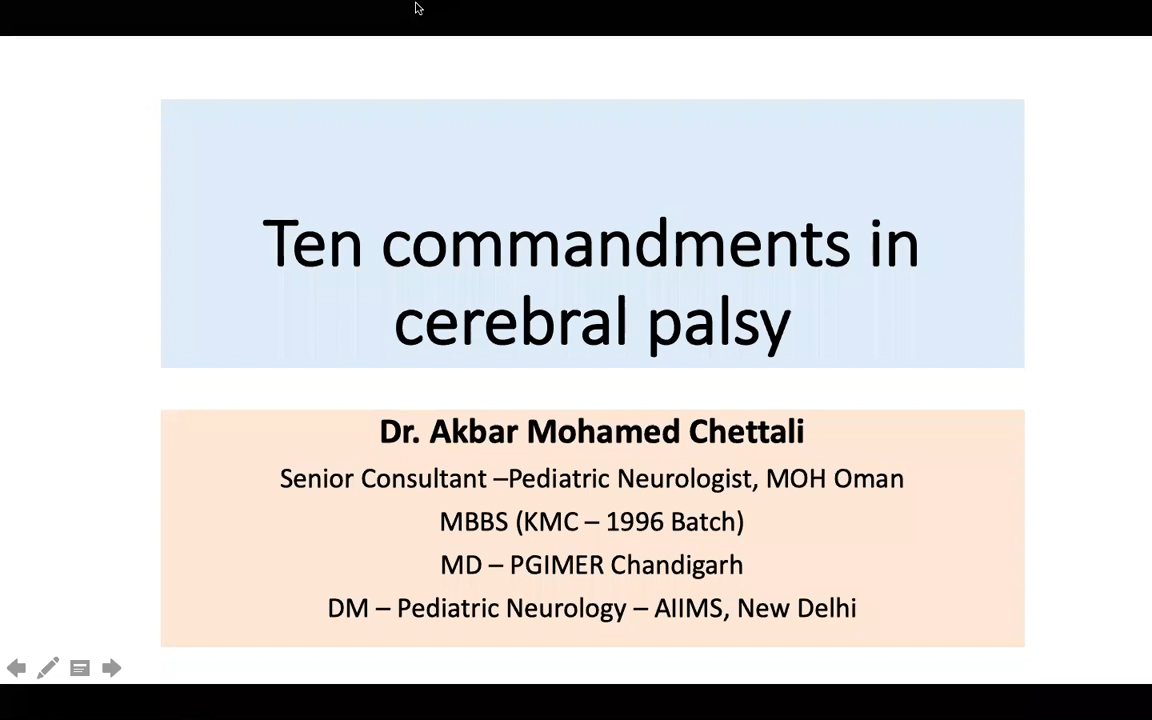 Ten commandments in
cerebral palsy
Dr. Akbar Mohamed Chettali
Senior Consultant –Pediatric Neurologist, MOH Oman
MBBS (KMC – 1996 Batch)
MD – PGIMER Chandigarh
DM – Pediatric Neurology – AIIMS, New Delhi